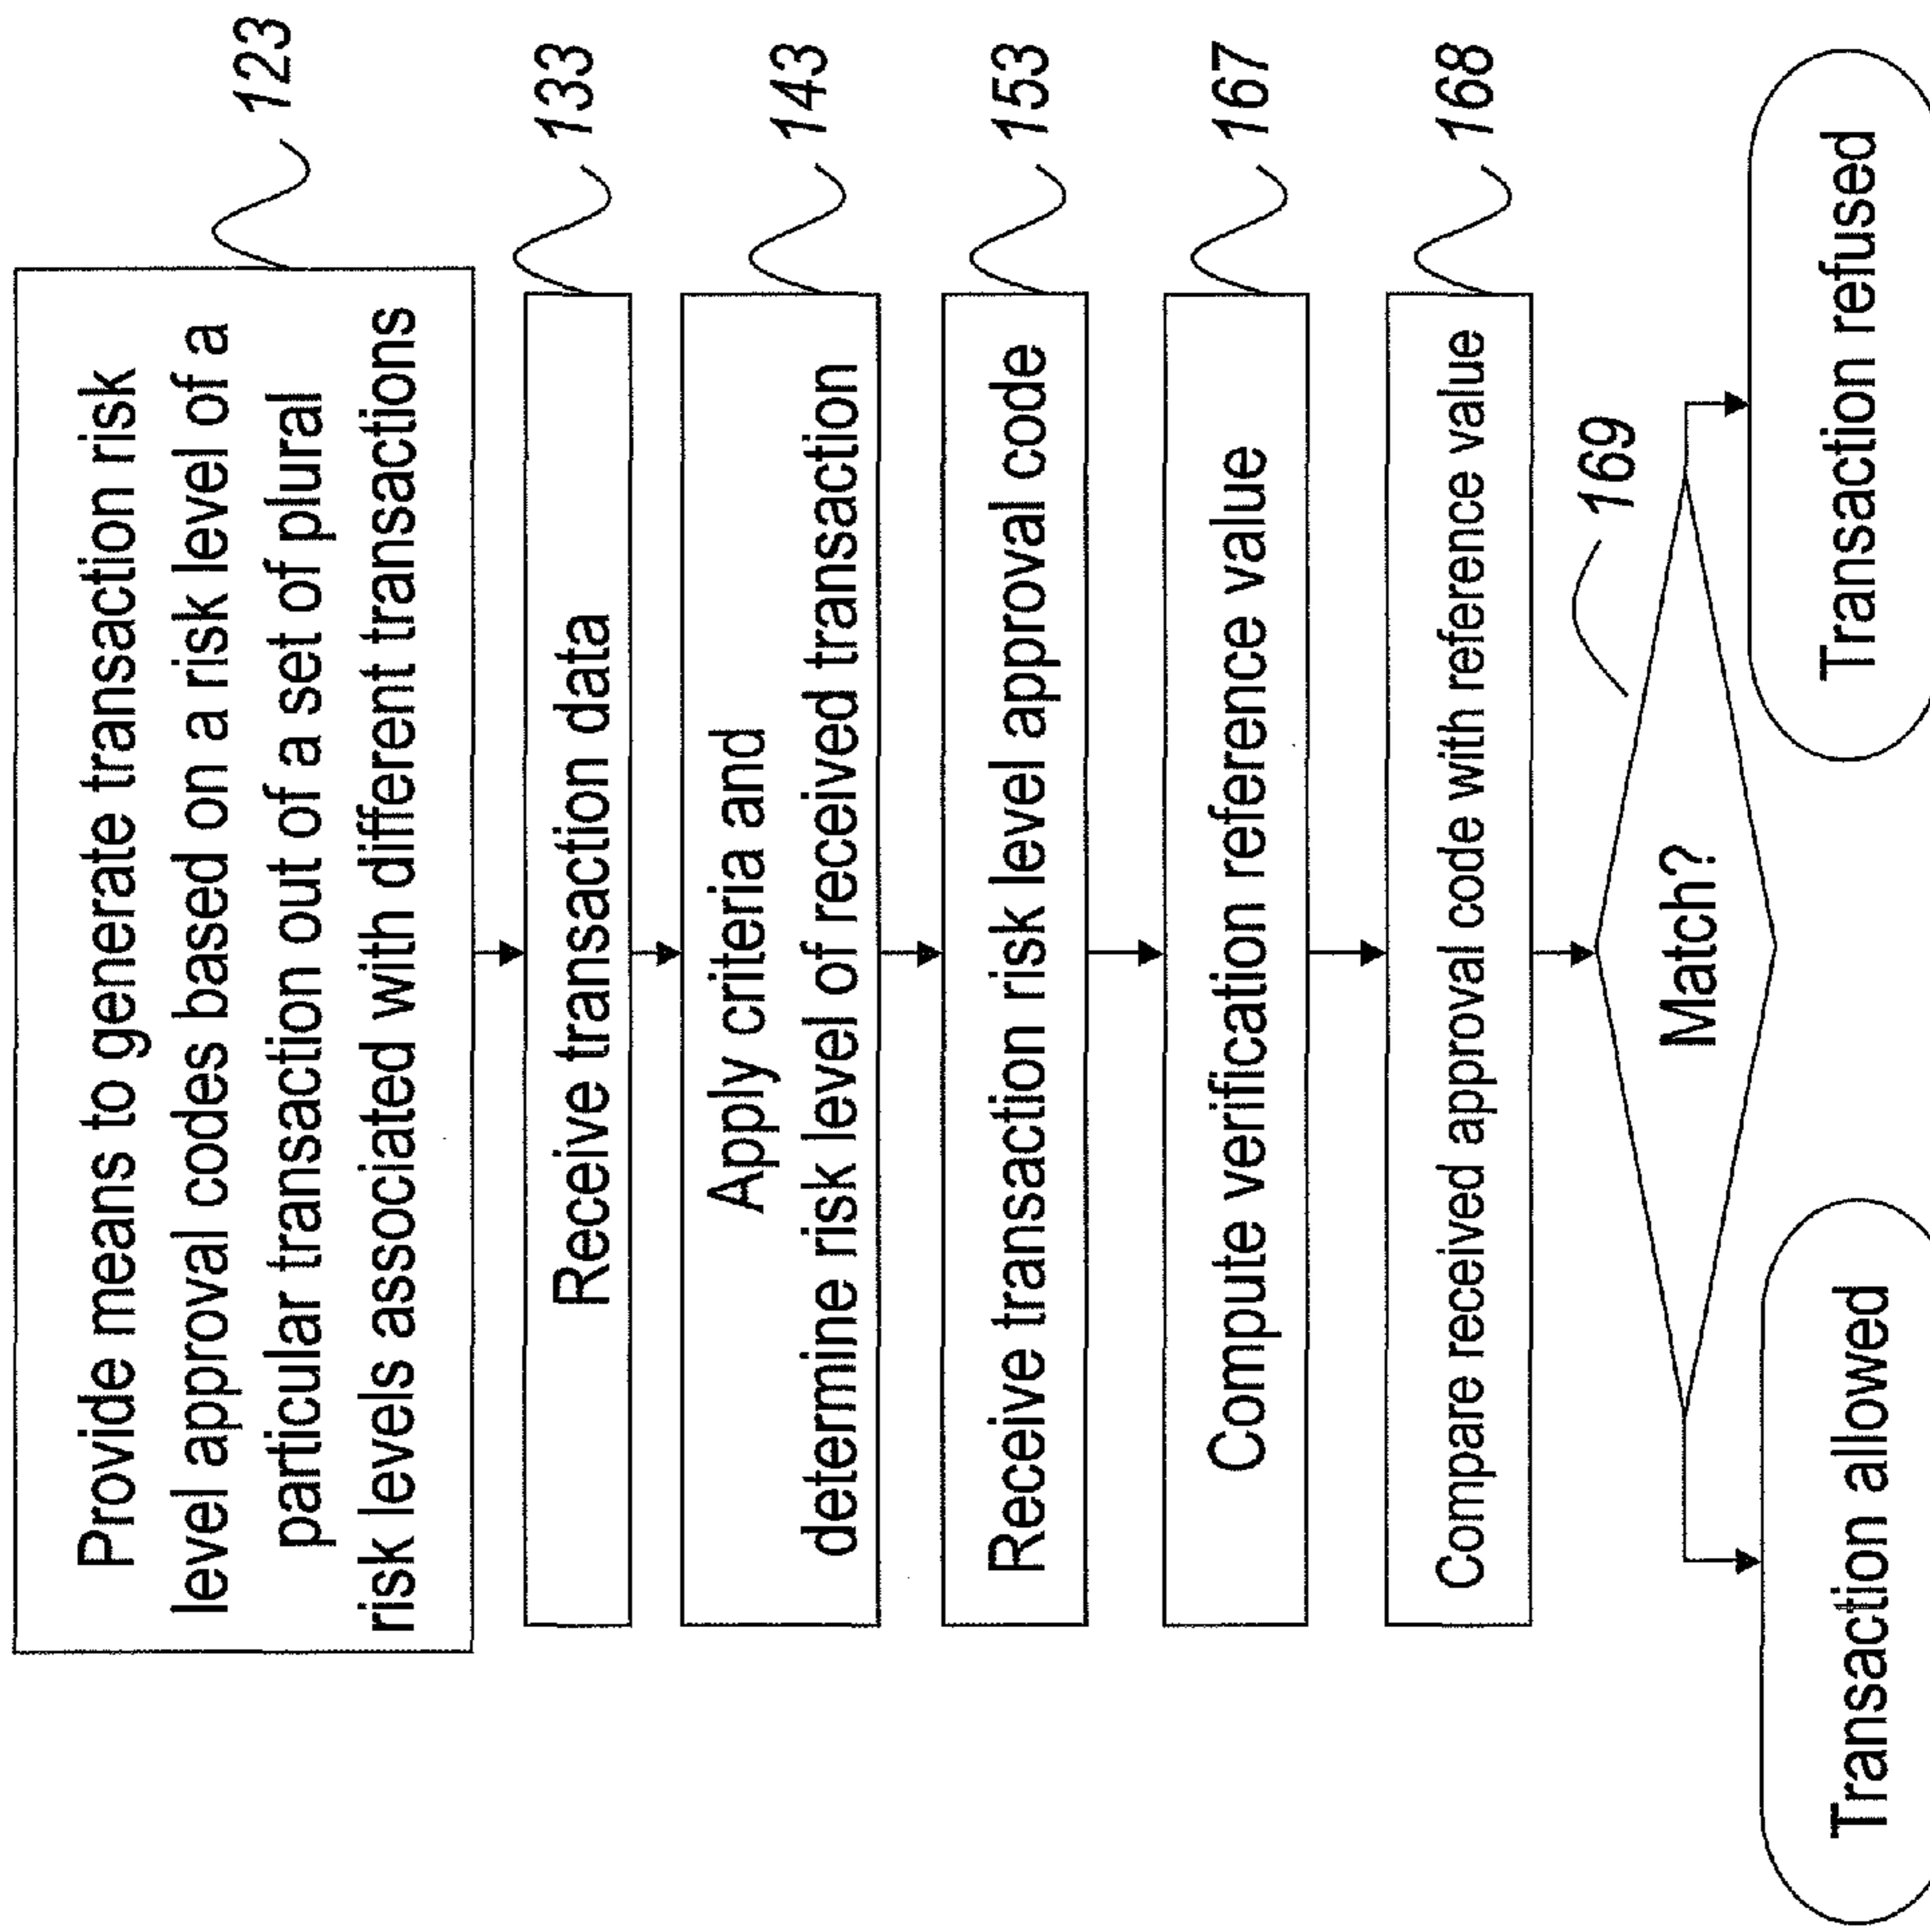 Provide means to generate transaction risk
level approval codes based on a risk level of a
particular transaction out of a set of plural
risk levels associated with different transactions
123
Receive transaction data
133
Apply criteria and
determine risk level of received transaction
143
Receive transaction risk level approval code
153
Compute verification reference value
167
Compare received approval code with reference value
168
Match?
169
Transaction allowed
Transaction refused